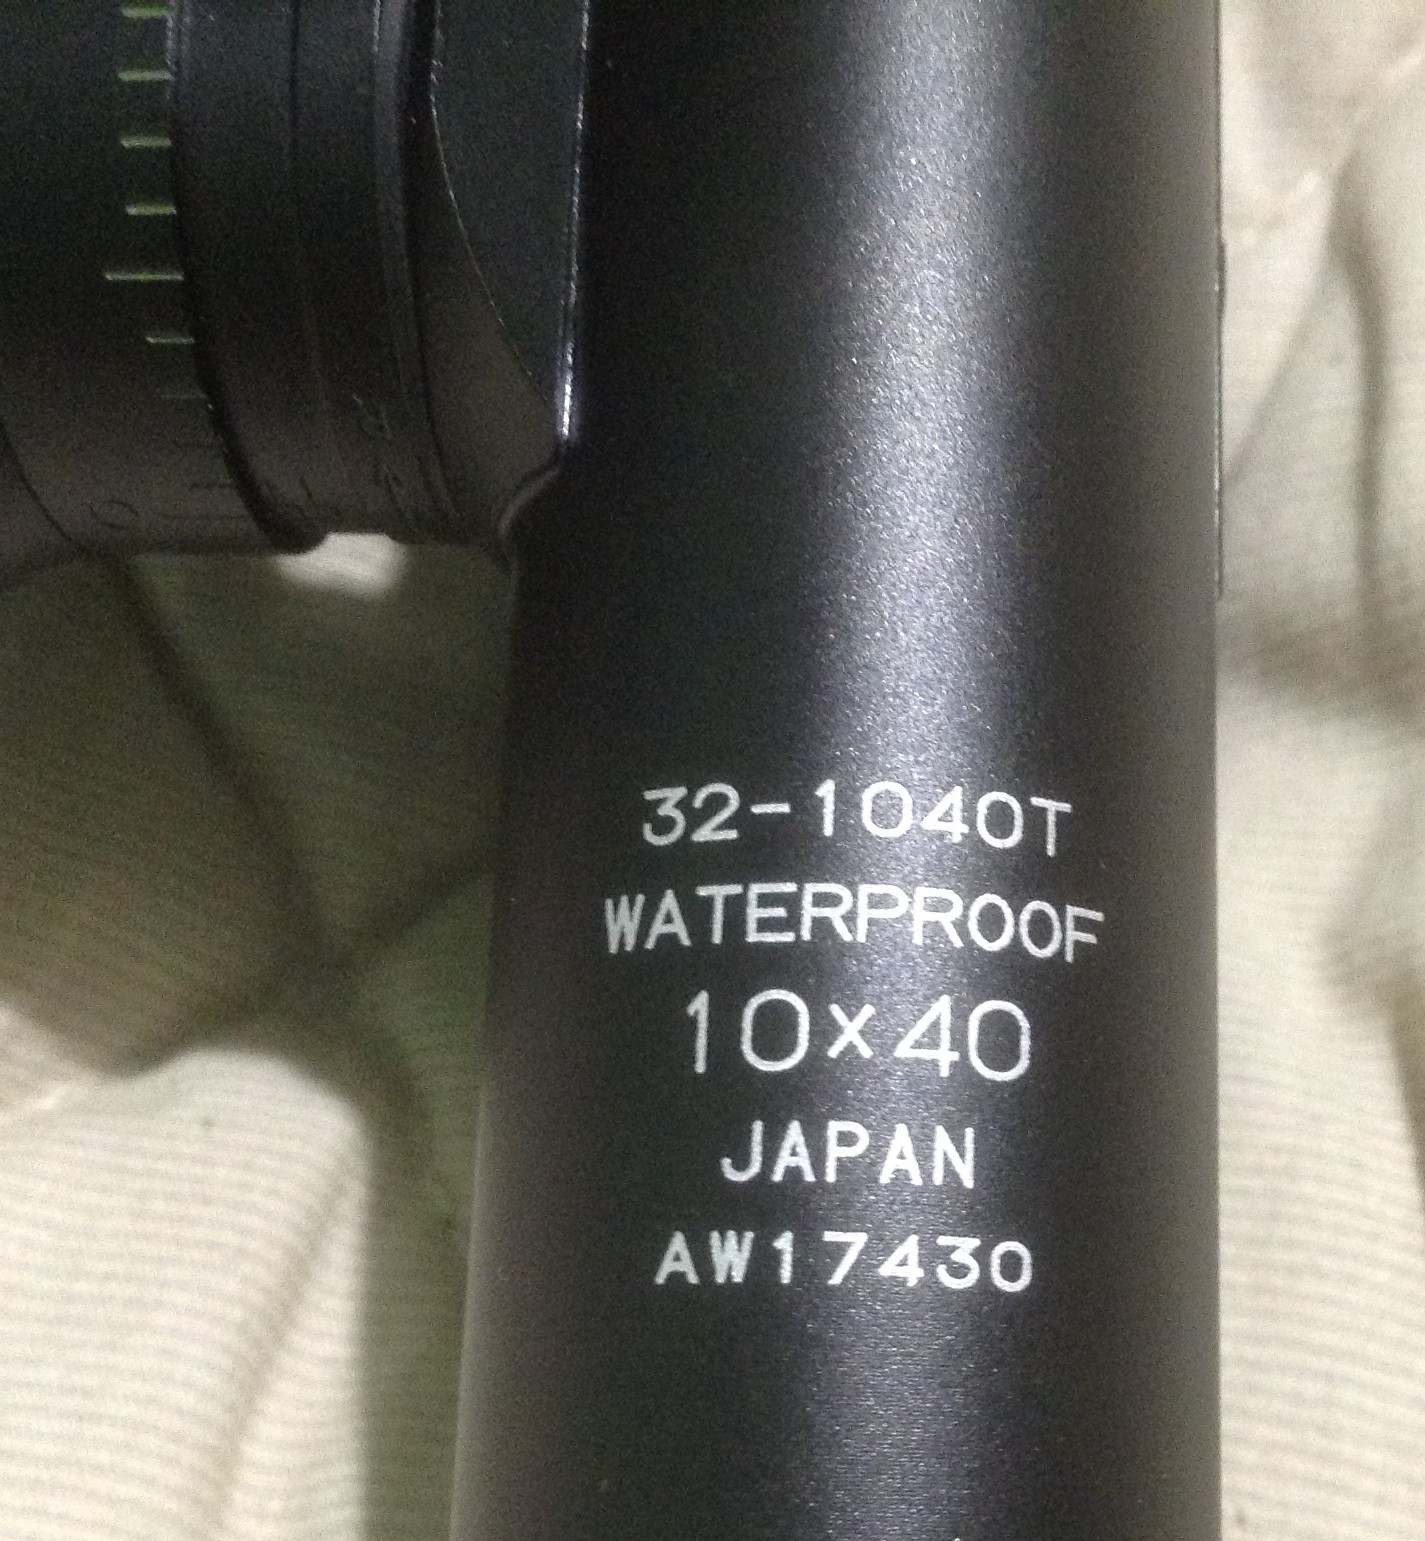 32-1040T
WATERPROOF
10×40
JAPAN
AW17430